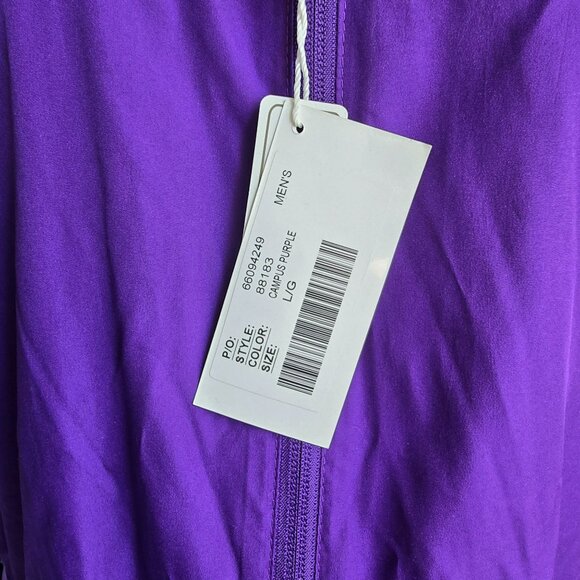 MEN'S
P/O: 66094249
STYLE: 88183
COLOR: CAMPUS PURPLE
SIZE: L/G